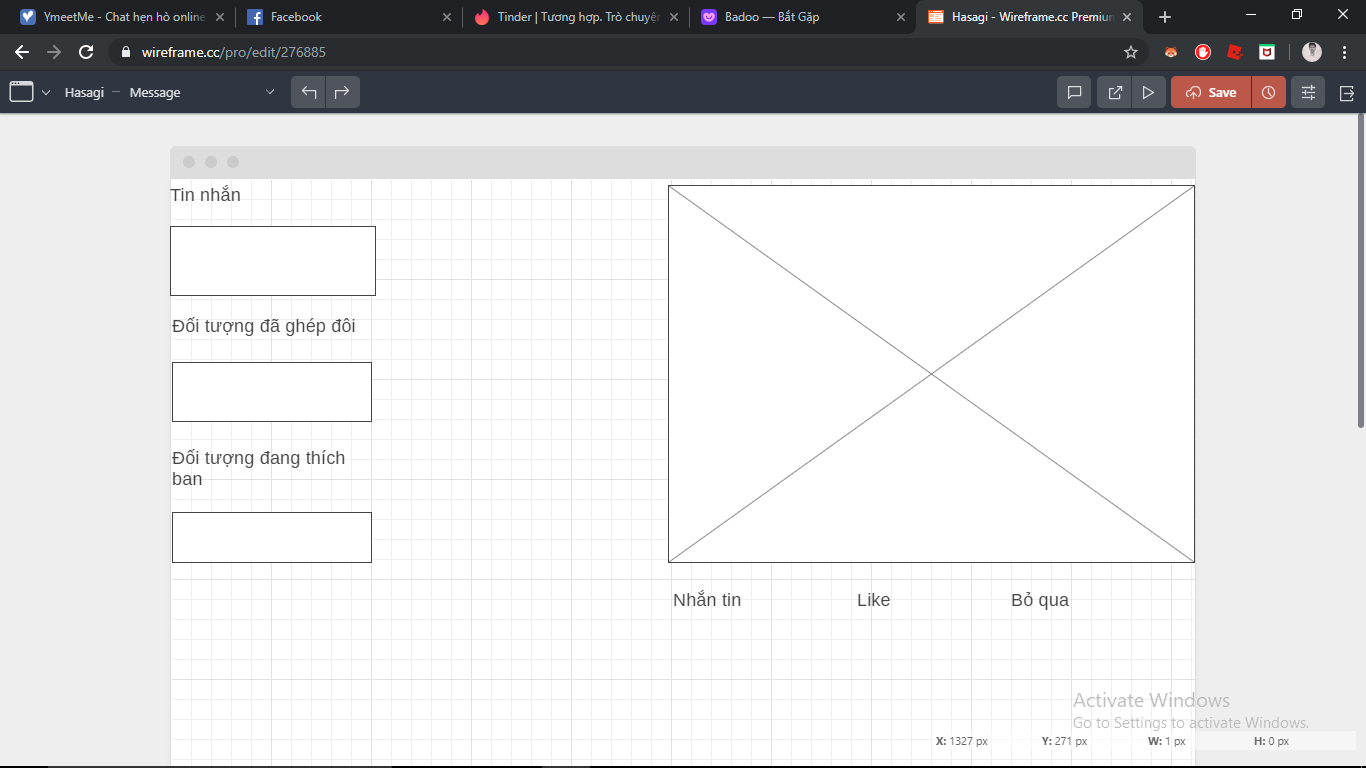 YmeetMe - Chat hẹn hò online
Facebook
Tinder | Tương hợp. Trò chuyện
Badoo — Bắt Gặp
Hasagi - Wireframe.cc Premium
wireframe.cc/pro/edit/276885
Hasagi – Message
Save
Tin nhắn
Đối tượng đã ghép đôi
Đối tượng đang thích
bạn
Nhắn tin
Like
Bỏ qua
Activate Windows
Go to Settings to activate Windows.
X: 1327 px
Y: 271 px
W: 1 px
H: 0 px